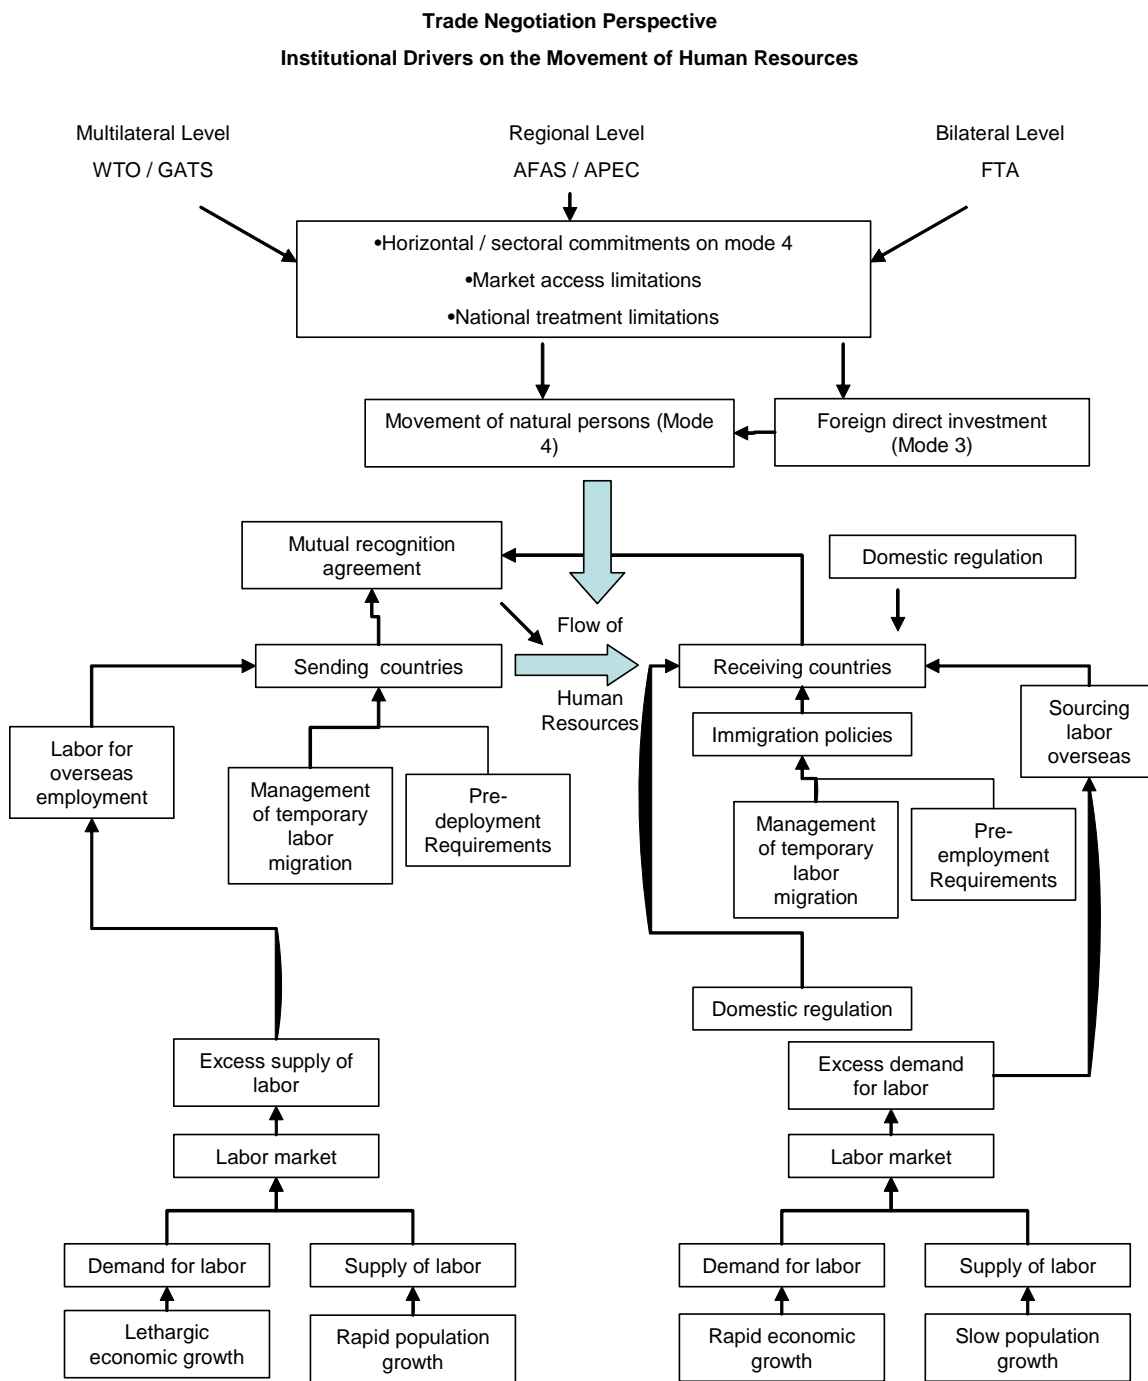 Trade Negotiation Perspective
Institutional Drivers on the Movement of Human Resources
Multilateral Level
WTO / GATS
Regional Level
AFAS / APEC
Bilateral Level
FTA
•Horizontal / sectoral commitments on mode 4
•Market access limitations
•National treatment limitations
Movement of natural persons (Mode
4)
Foreign direct investment
(Mode 3)
Mutual recognition
agreement
Domestic regulation
Flow of
Sending countries
Receiving countries
Human
Resources
Labor for
overseas
employment
Management
of temporary
labor
migration
Pre-
deployment
Requirements
Immigration policies
Sourcing
labor
overseas
Management
of temporary
labor
migration
Pre-
employment
Requirements
Domestic regulation
Excess supply of
labor
Excess demand
for labor
Labor market
Labor market
Demand for labor
Supply of labor
Demand for labor
Supply of labor
Lethargic
economic growth
Rapid population
growth
Rapid economic
growth
Slow population
growth